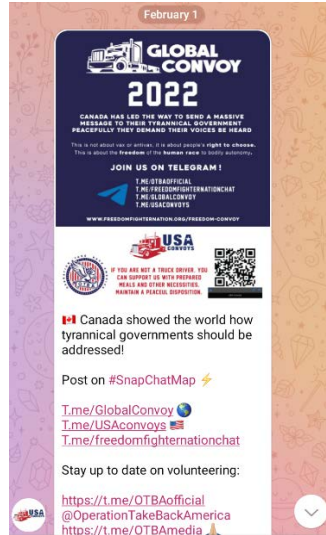 February 1
GLOBAL
CONVOY
2022
CANADA HAS LED THE WAY TO SEND A MASSIVE
MESSAGE TO THEIR TYRANNICAL GOVERNMENT
PEACEFULLY THEY DEMAND THEIR VOICES BE HEARD
This is not about vax or antivax, it is about people's right to choose.
This is about the freedom of the human race to bodily autonomy.
JOIN US ON TELEGRAM !
T.ME/OTBAOFFICIAL
T.ME/FREEDOMFIGHTERNATIONCHAT
T.ME/GLOBALCONVOY
T.ME/USACONVOYS
WWW.FREEDOMFIGHTERNATION.ORG/FREEDOM-CONVOY
USA
CONVOYS
IF YOU ARE NOT A TRUCK DRIVER, YOU
CAN SUPPORT US WITH PREPARED
MEALS AND OTHER NECESSITIES.
MAINTAIN A PEACEFUL DISPOSITION.
🇨🇦 Canada showed the world how
tyrannical governments should be
addressed!
Post on #SnapChatMap ⚡
T.me/GlobalConvoy 🌎
T.me/USAconvoys 🇺🇸
T.me/freedomfighternationchat
Stay up to date on volunteering:
https://t.me/OTBAofficial
@OperationTakeBackAmerica
https://t.me/OTBAmedia 🙏🏼
USA